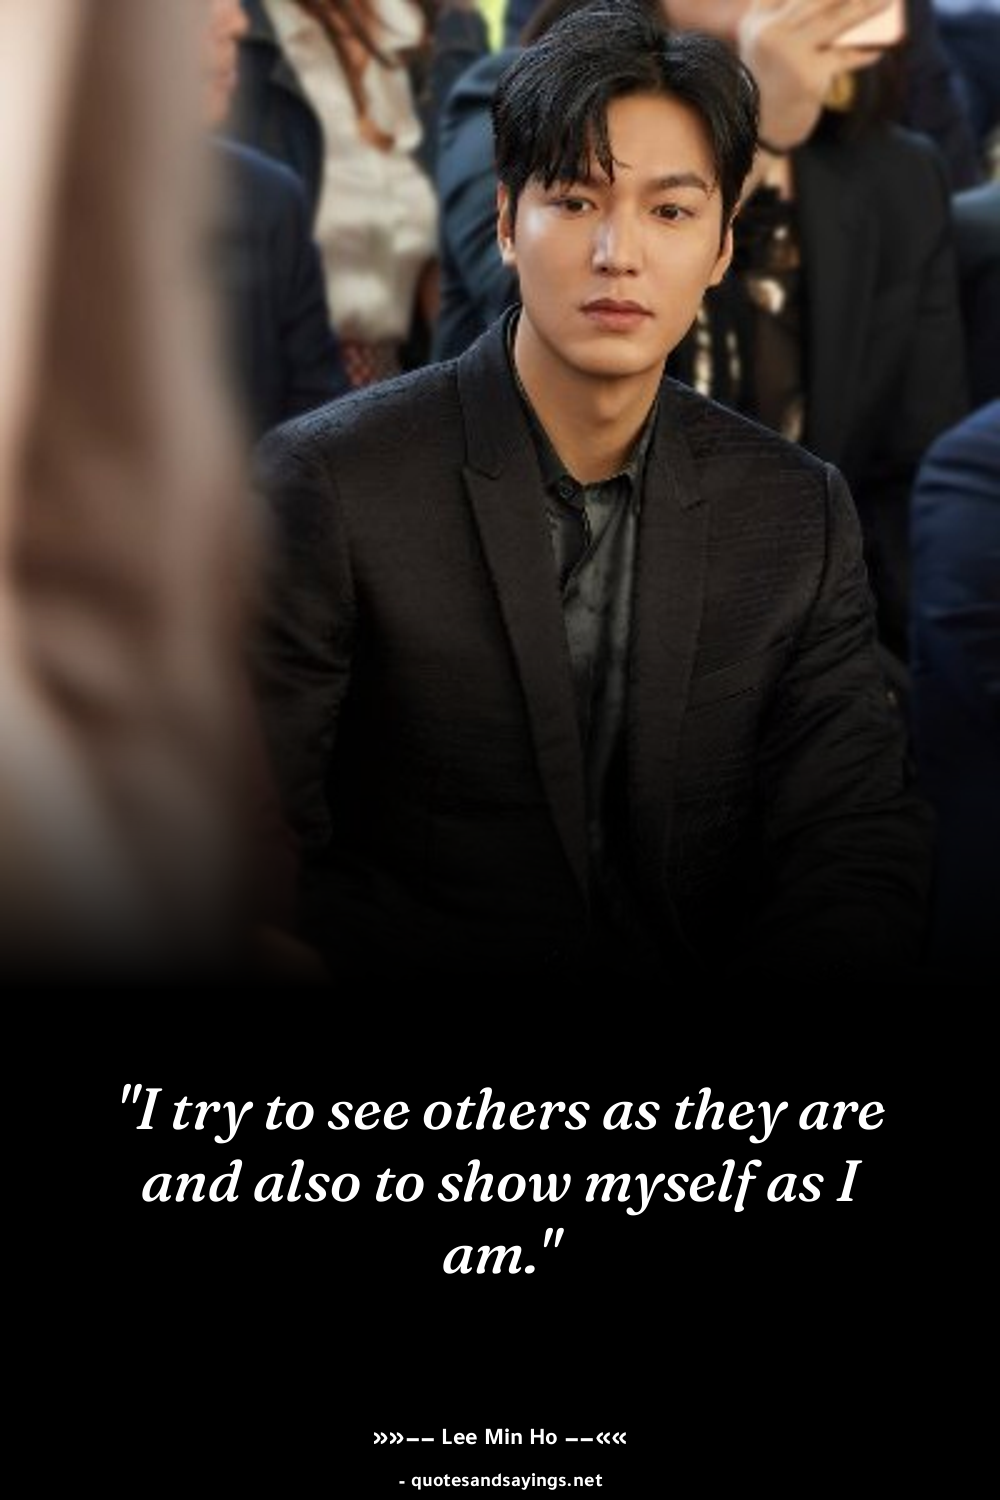 "I try to see others as they are
and also to show myself as I
am."
»»–– Lee Min Ho ––««
- quotesandsayings.net